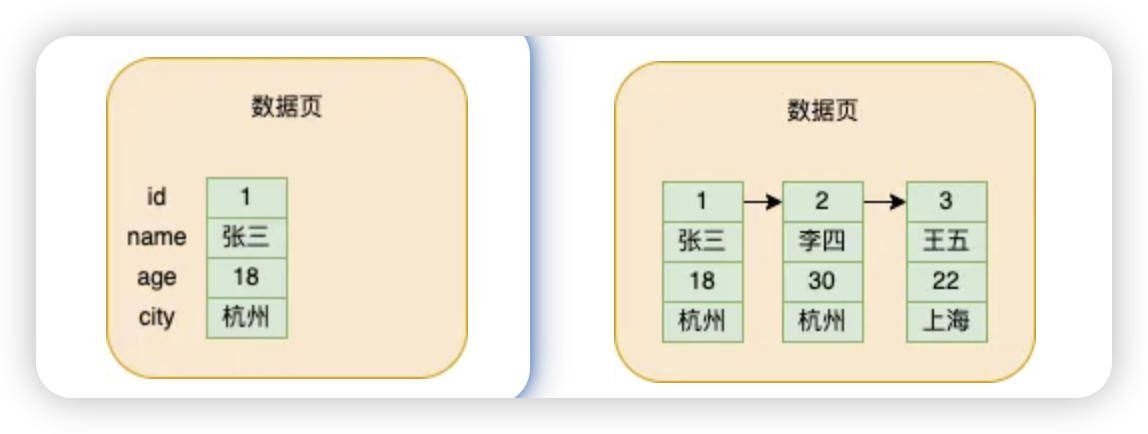 数据页
id 1
name 张三
age 18
city 杭州
数据页
1 2 3
张三 李四 王五
18 30 22
杭州 杭州 上海